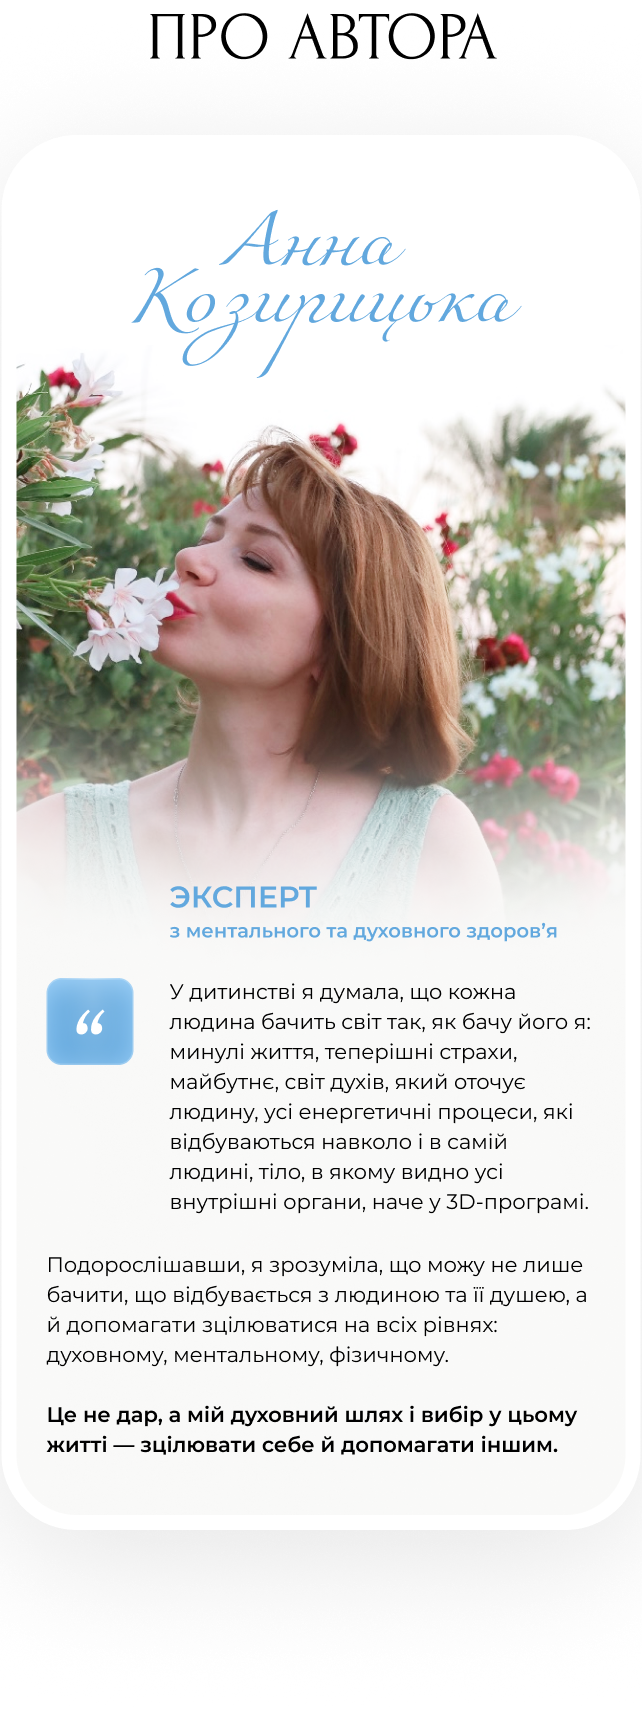 ПРО АВТОРА
Анна
Козирицька
ЭКСПЕРТ
з ментального та духовного здоров’я
“
У дитинстві я думала, що кожна
людина бачить світ так, як бачу його я:
минулі життя, теперішні страхи,
майбутнє, світ духів, який оточує
людину, усі енергетичні процеси, які
відбуваються навколо і в самій
людині, тіло, в якому видно усі
внутрішні органи, наче у 3D-програмі.
Подорослішавши, я зрозуміла, що можу не лише
бачити, що відбувається з людиною та її душею, а
й допомагати зцілюватися на всіх рівнях:
духовному, ментальному, фізичному.
Це не дар, а мій духовний шлях і вибір у цьому
житті — зцілювати себе й допомагати іншим.